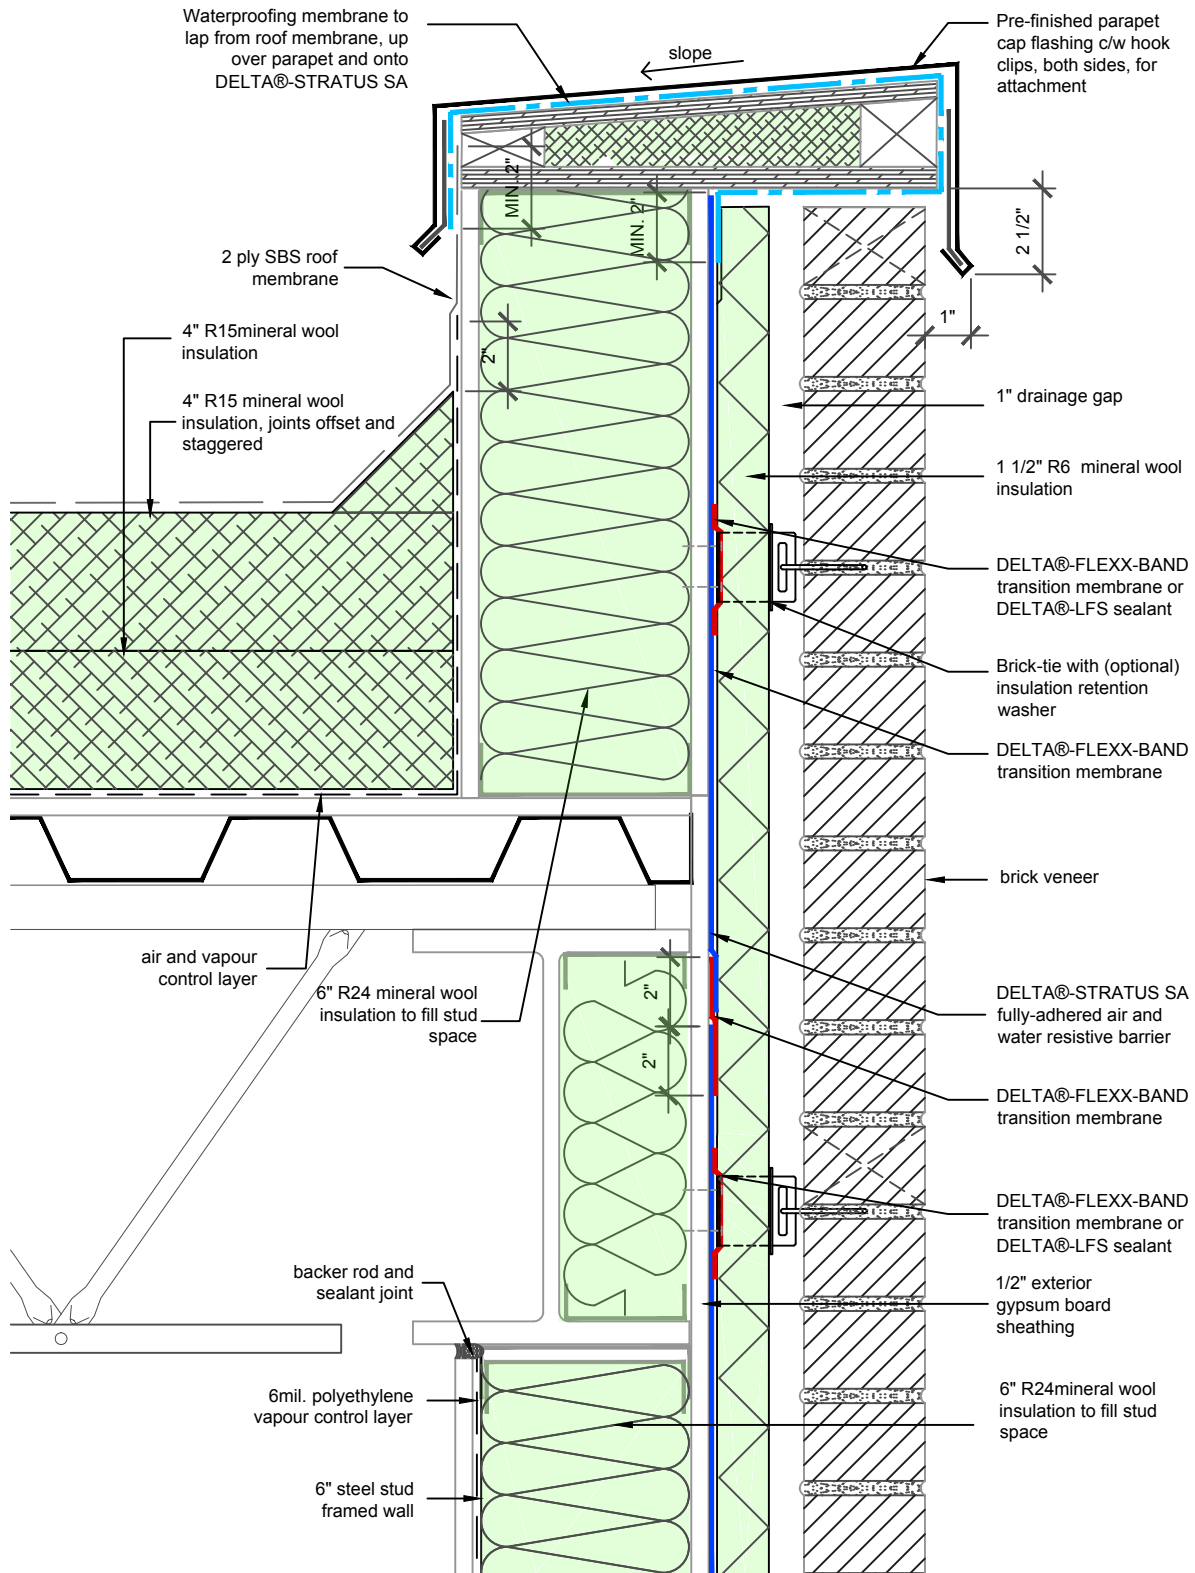 Waterproofing membrane to
lap from roof membrane, up
over parapet and onto
DELTA®-STRATUS SA
slope
Pre-finished parapet
cap flashing c/w hook
clips, both sides, for
attachment
MIN. 2"
MIN. 2"
2 1/2"
1"
2 ply SBS roof
membrane
2"
4" R15mineral wool
insulation
4" R15 mineral wool
insulation, joints offset and
staggered
1" drainage gap
1 1/2" R6 mineral wool
insulation
DELTA®-FLEXX-BAND
transition membrane or
DELTA®-LFS sealant
Brick-tie with (optional)
insulation retention
washer
DELTA®-FLEXX-BAND
transition membrane
brick veneer
air and vapour
control layer
6" R24 mineral wool
insulation to fill stud
space
2"
2"
DELTA®-STRATUS SA
fully-adhered air and
water resistive barrier
DELTA®-FLEXX-BAND
transition membrane
DELTA®-FLEXX-BAND
transition membrane or
DELTA®-LFS sealant
backer rod and
sealant joint
1/2" exterior
gypsum board
sheathing
6mil. polyethylene
vapour control layer
6" R24mineral wool
insulation to fill stud
space
6" steel stud
framed wall